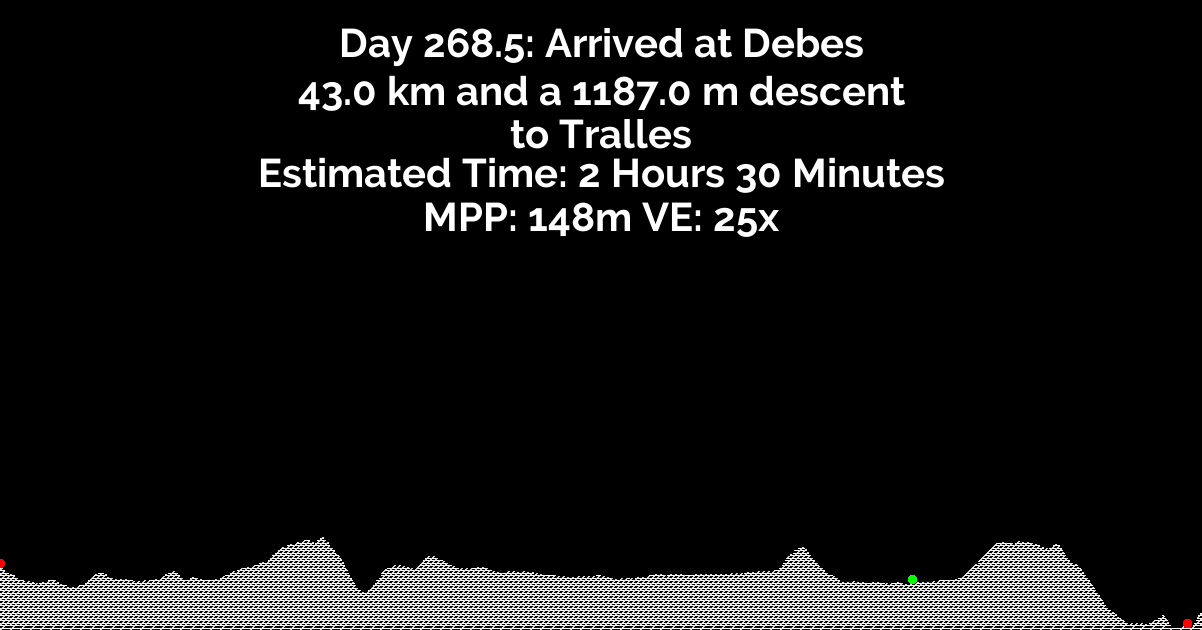 Day 268.5: Arrived at Debes
43.0 km and a 1187.0 m descent
to Tralles
Estimated Time: 2 Hours 30 Minutes
MPP: 148m VE: 25x